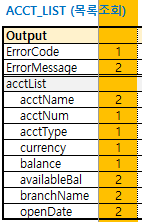 ACCT_LIST (목록조회)
Output
ErrorCode 1
ErrorMessage 2
acctList
acctName 2
acctNum 1
acctType 1
currency 1
balance 1
availableBal 2
branchName 2
openDate 2